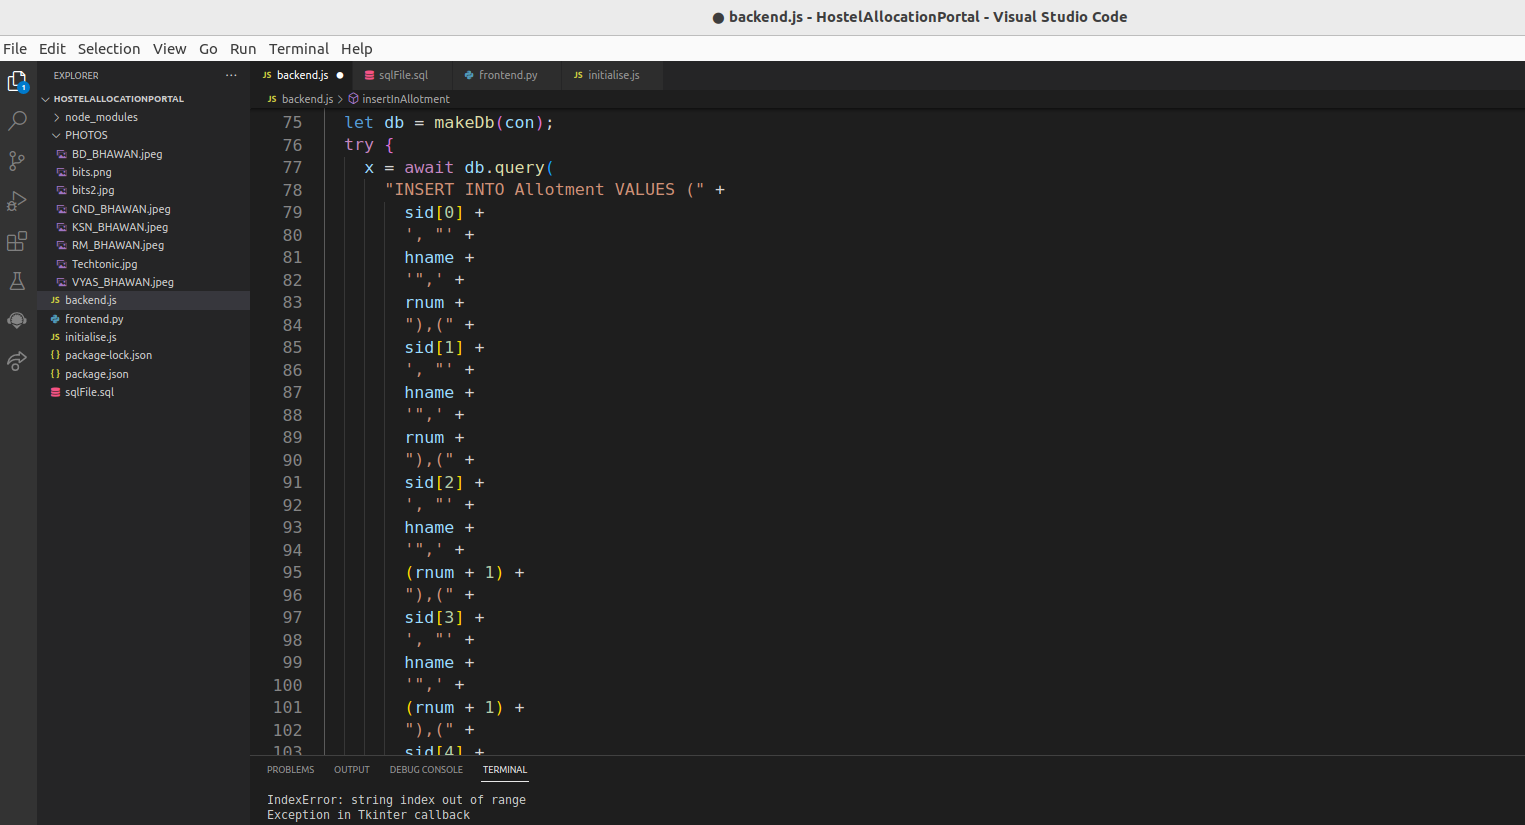 ● backend.js - HostelAllocationPortal - Visual Studio Code
File Edit Selection View Go Run Terminal Help
EXPLORER ···
1
HOSTELALLOCATIONPORTAL
node_modules
PHOTOS
BD_BHAWAN.jpeg
bits.png
bits2.jpg
GND_BHAWAN.jpeg
KSN_BHAWAN.jpeg
RM_BHAWAN.jpeg
Techtonic.jpg
VYAS_BHAWAN.jpeg
JS backend.js
frontend.py
JS initialise.js
{} package-lock.json
{} package.json
sqlFile.sql
JS backend.js ● sqlFile.sql frontend.py JS initialise.js
JS backend.js > insertInAllotment
75 let db = makeDb(con);
76 try {
77 x = await db.query(
78 "INSERT INTO Allotment VALUES (" +
79 sid[0] +
80 ', "' +
81 hname +
82 '",' +
83 rnum +
84 "),(" +
85 sid[1] +
86 ', "' +
87 hname +
88 '",' +
89 rnum +
90 "),(" +
91 sid[2] +
92 ', "' +
93 hname +
94 '",' +
95 (rnum + 1) +
96 "),(" +
97 sid[3] +
98 ', "' +
99 hname +
100 '",' +
101 (rnum + 1) +
102 "),(" +
103 sid[4] +
PROBLEMS OUTPUT DEBUG CONSOLE TERMINAL
IndexError: string index out of range
Exception in Tkinter callback